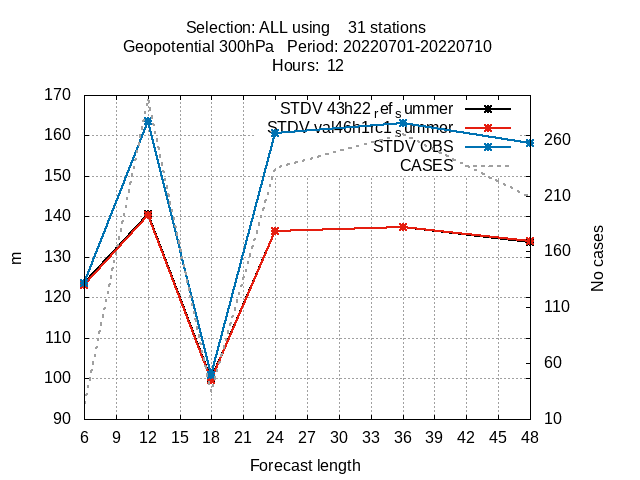 Selection: ALL using 31 stations
Geopotential 300hPa Period: 20220701-20220710
Hours: 12
170
160
150
140
130
120
110
100
90
m
STDV 43h22_ref_summer
STDV val46h1rc1_summer
STDV OBS
CASES
260
210
160
110
60
10
No cases
6 9 12 15 18 21 24 27 30 33 36 39 42 45 48
Forecast length